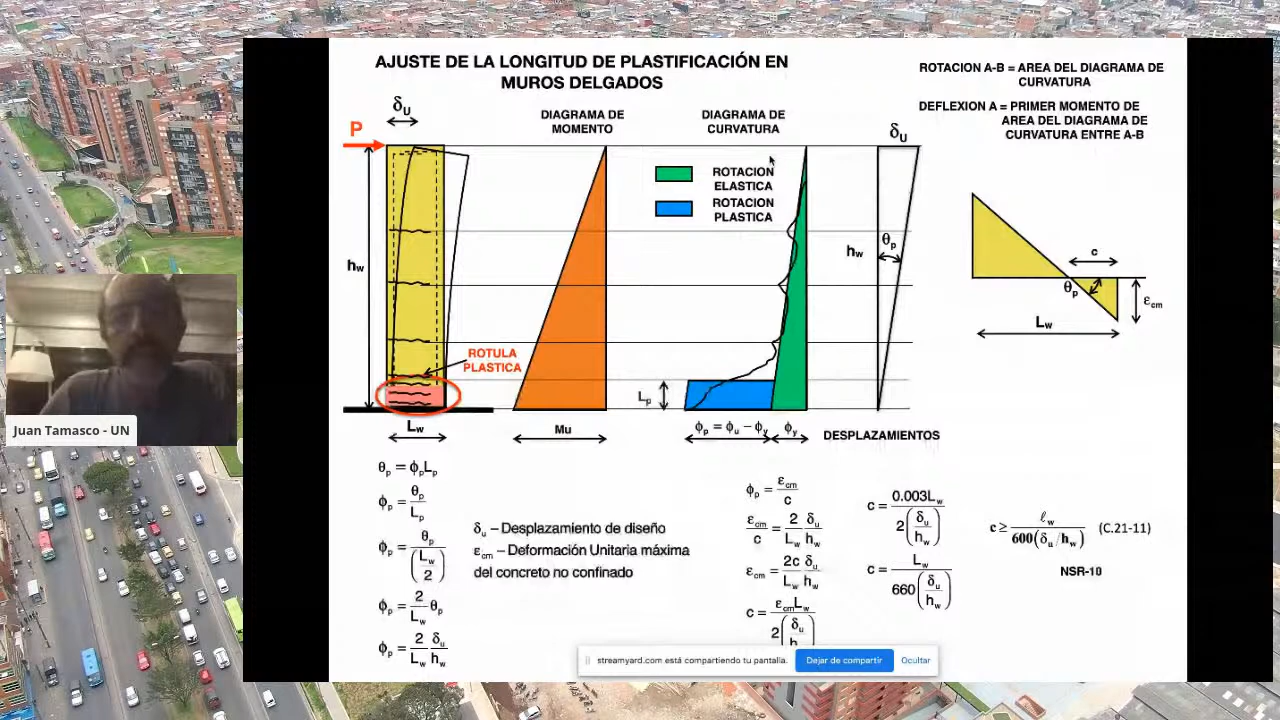 AJUSTE DE LA LONGITUD DE PLASTIFICACIÓN EN
MUROS DELGADOS
ROTACION A-B = AREA DEL DIAGRAMA DE
CURVATURA
DEFLEXION A = PRIMER MOMENTO DE
AREA DEL DIAGRAMA DE
CURVATURA ENTRE A-B
δU
P
DIAGRAMA DE
MOMENTO
DIAGRAMA DE
CURVATURA
δU
ROTACION
ELASTICA
ROTACION
PLASTICA
hw
hw
θp
c
θp
εcm
Lw
ROTULA
PLASTICA
Lp
Lw
Mu
ϕp = ϕu − ϕy
ϕy
DESPLAZAMIENTOS
θp = ϕpLp
ϕp = θp / Lp
ϕp = θp / (Lw / 2)
ϕp = 2 / Lw θp
ϕp = 2 / Lw δu / hw
δu – Desplazamiento de diseño
εcm – Deformación Unitaria máxima
del concreto no confinado
ϕp = εcm / c
εcm / c = 2 / Lw δu / hw
εcm = 2c / Lw δu / hw
c = εcmLw / 2(δu / h
c = 0.003Lw / 2(δu / hw)
c = Lw / 660(δu / hw)
c ≥ ℓw / 600(δu/hw) (C.21-11)
NSR-10
Juan Tamasco - UN
streamyard.com está compartiendo tu pantalla.
Dejar de compartir
Ocultar